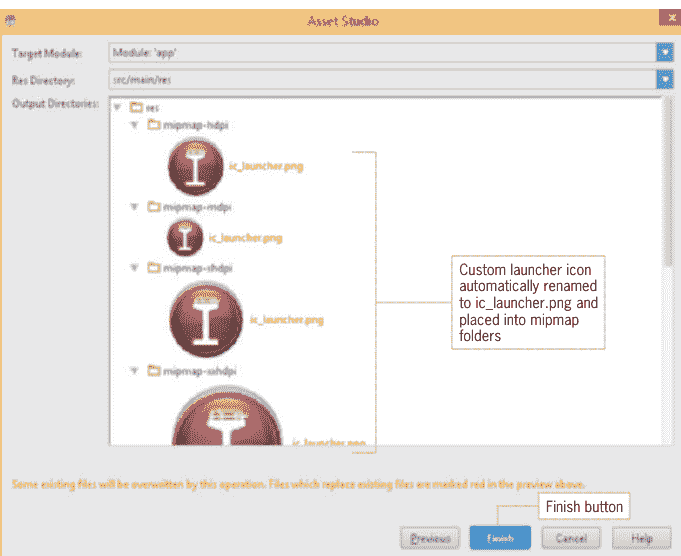 Asset Studio
Target Module: Module: 'app'
Res Directory: src/main/res
Output Directories:
res
mipmap-hdpi
ic_launcher.png
mipmap-mdpi
ic_launcher.png
mipmap-xhdpi
ic_launcher.png
mipmap-xxhdpi
ic_launcher.png
Custom launcher icon
automatically renamed
to ic_launcher.png and
placed into mipmap
folders
Some existing files will be overwritten by this operation. Files which replace existing files are marked red in the preview above.
Finish button
Previous Finish Cancel Help